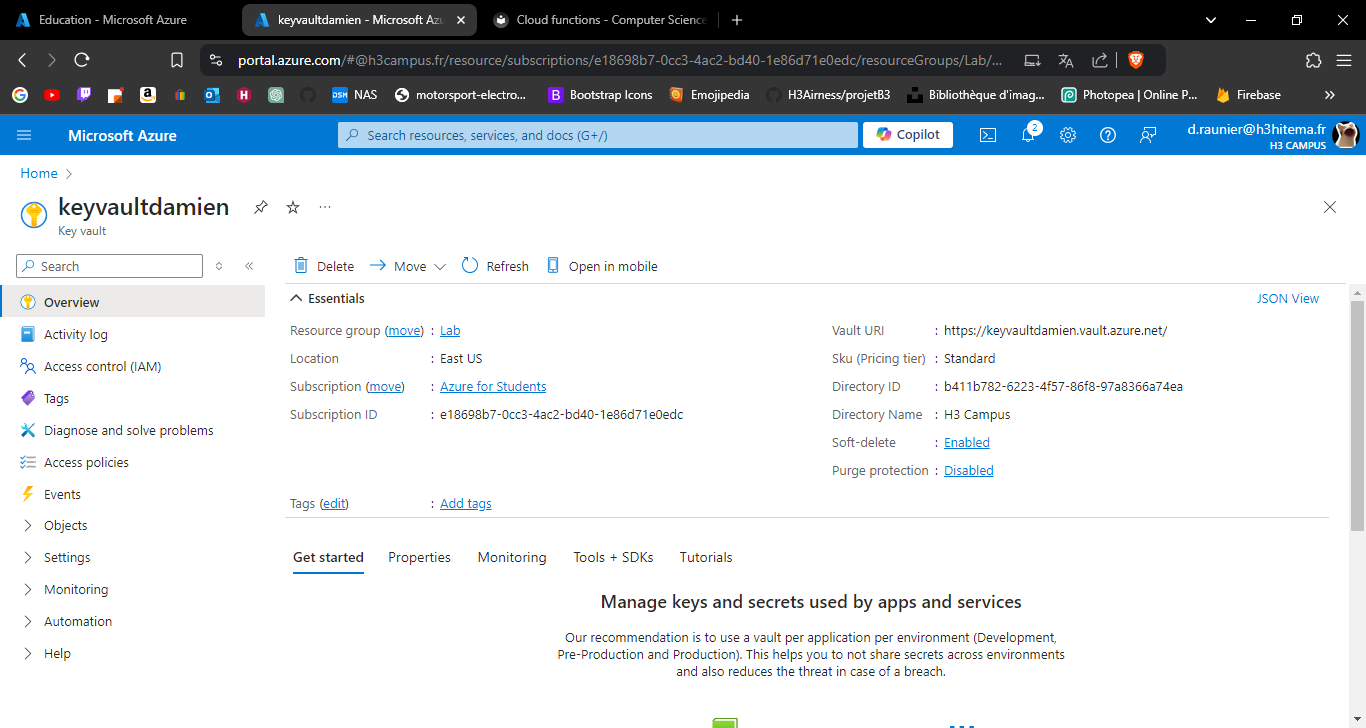 Education - Microsoft Azure
keyvaultdamien - Microsoft Azu
Cloud functions - Computer Science
portal.azure.com/#@h3campus.fr/resource/subscriptions/e18698b7-0cc3-4ac2-bd40-1e86d71e0edc/resourceGroups/Lab/...
DSM NAS
motorsport-electro...
B Bootstrap Icons
Emojipedia
H3Airness/projetB3
Bibliothèque d'imag...
Photopea | Online P...
Firebase
»
Microsoft Azure
Search resources, services, and docs (G+/)
Copilot
2
d.raunier@h3hitema.fr
H3 CAMPUS
Home >
keyvaultdamien
...
Key vault
Search
«
Delete
Move
Refresh
Open in mobile
Overview
Activity log
Access control (IAM)
Tags
Diagnose and solve problems
Access policies
Events
Objects
Settings
Monitoring
Automation
Help
Essentials
JSON View
Resource group (move) : Lab
Location : East US
Subscription (move) : Azure for Students
Subscription ID : e18698b7-0cc3-4ac2-bd40-1e86d71e0edc
Vault URI : https://keyvaultdamien.vault.azure.net/
Sku (Pricing tier) : Standard
Directory ID : b411b782-6223-4f57-86f8-97a8366a74ea
Directory Name : H3 Campus
Soft-delete : Enabled
Purge protection : Disabled
Tags (edit) : Add tags
Get started
Properties
Monitoring
Tools + SDKs
Tutorials
Manage keys and secrets used by apps and services
Our recommendation is to use a vault per application per environment (Development,
Pre-Production and Production). This helps you to not share secrets across environments
and also reduces the threat in case of a breach.